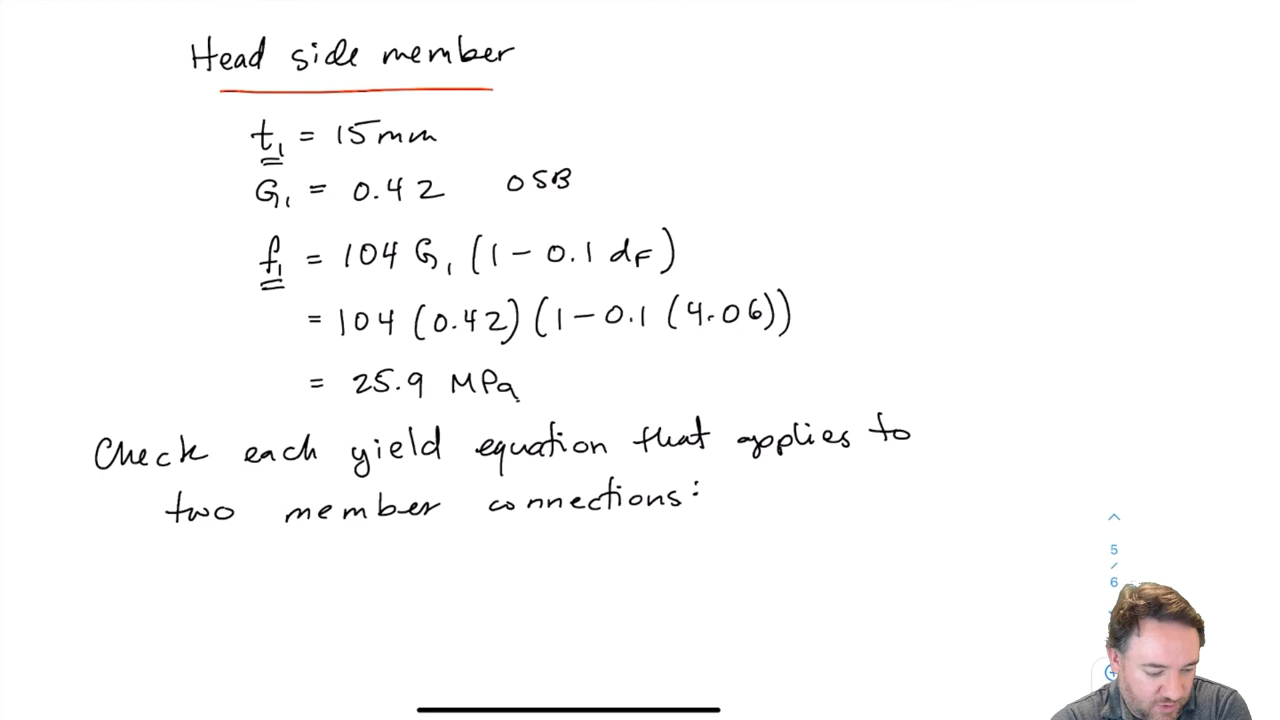 Head side member
t₁ = 15mm
G₁ = 0.42 OSB
f₁ = 104 G₁ (1 - 0.1 dF)
= 104 (0.42) (1 - 0.1 (4.06))
= 25.9 MPa
Check each yield equation that applies to
two member connections:
5
/
6